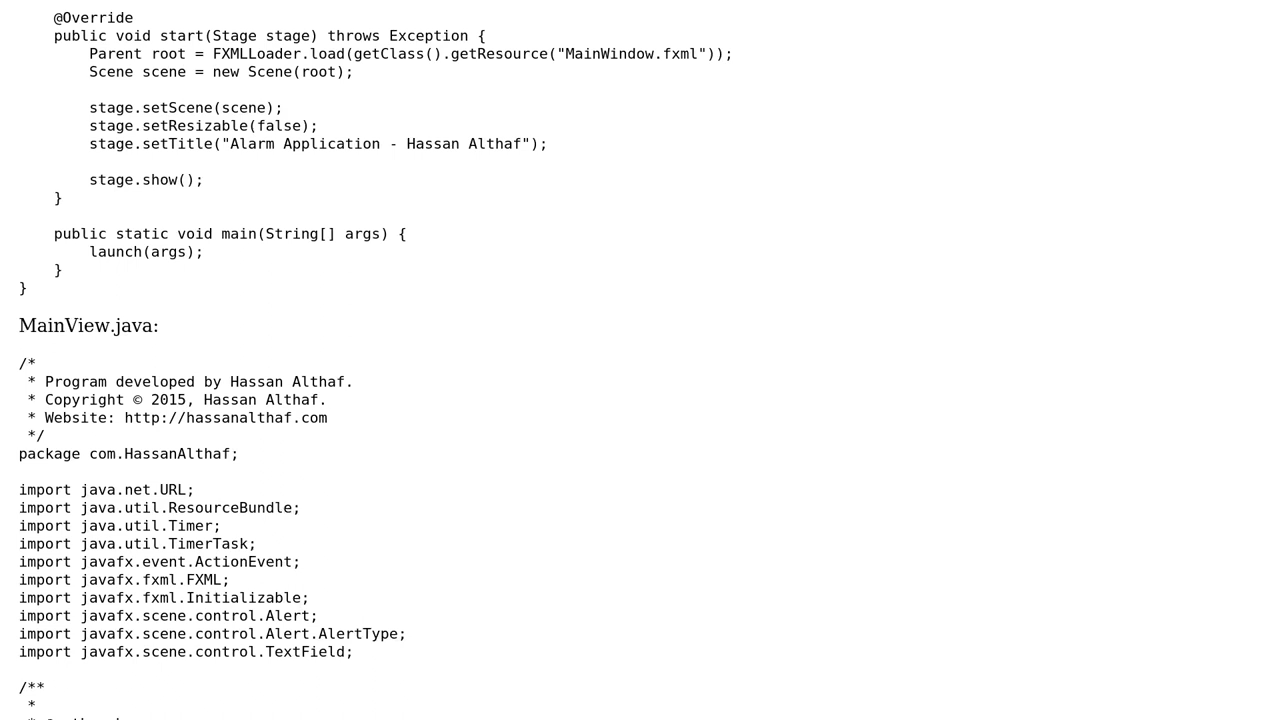 @Override
    public void start(Stage stage) throws Exception {
        Parent root = FXMLLoader.load(getClass().getResource("MainWindow.fxml"));
        Scene scene = new Scene(root);

        stage.setScene(scene);
        stage.setResizable(false);
        stage.setTitle("Alarm Application - Hassan Althaf");

        stage.show();
    }

    public static void main(String[] args) {
        launch(args);
    }
}
MainView.java:
/*
 * Program developed by Hassan Althaf.
 * Copyright © 2015, Hassan Althaf.
 * Website: http://hassanalthaf.com
 */
package com.HassanAlthaf;

import java.net.URL;
import java.util.ResourceBundle;
import java.util.Timer;
import java.util.TimerTask;
import javafx.event.ActionEvent;
import javafx.fxml.FXML;
import javafx.fxml.Initializable;
import javafx.scene.control.Alert;
import javafx.scene.control.Alert.AlertType;
import javafx.scene.control.TextField;

/**
 *
 *